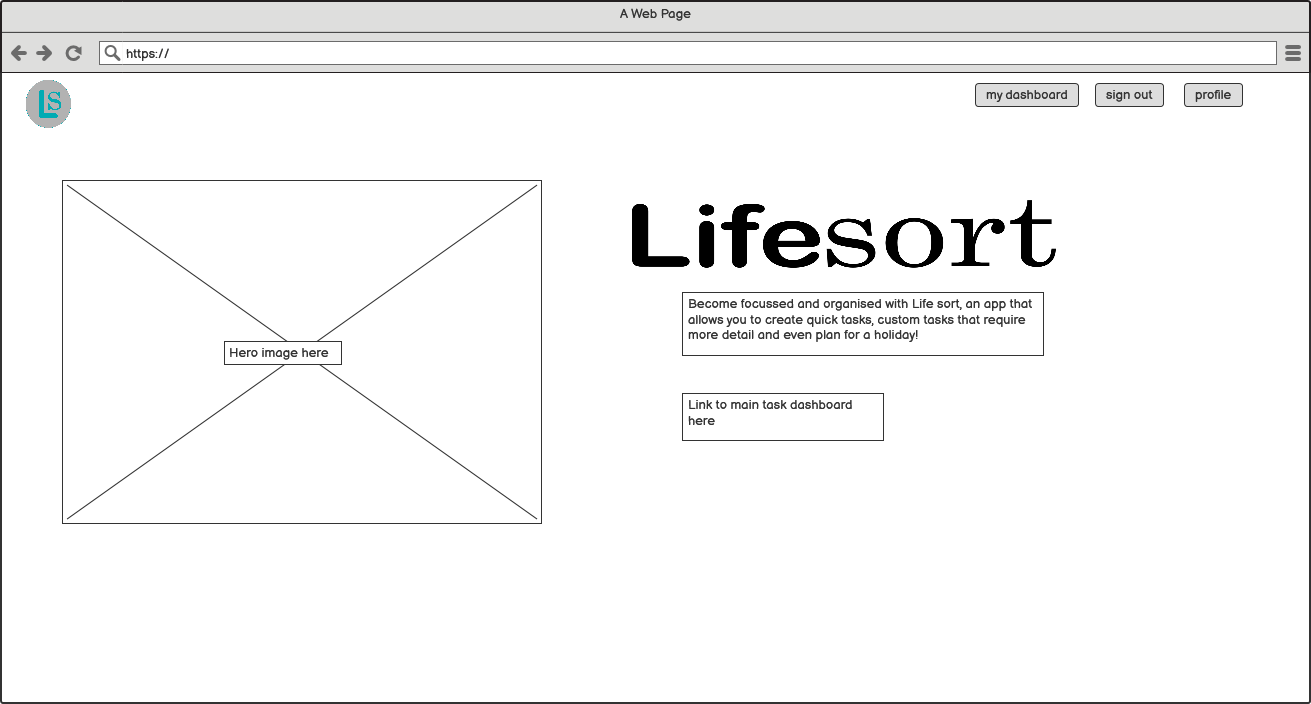 A Web Page
https://
LS
my dashboard
sign out
profile
Lifesort
Become focussed and organised with Life sort, an app that
allows you to create quick tasks, custom tasks that require
more detail and even plan for a holiday!
Hero image here
Link to main task dashboard
here